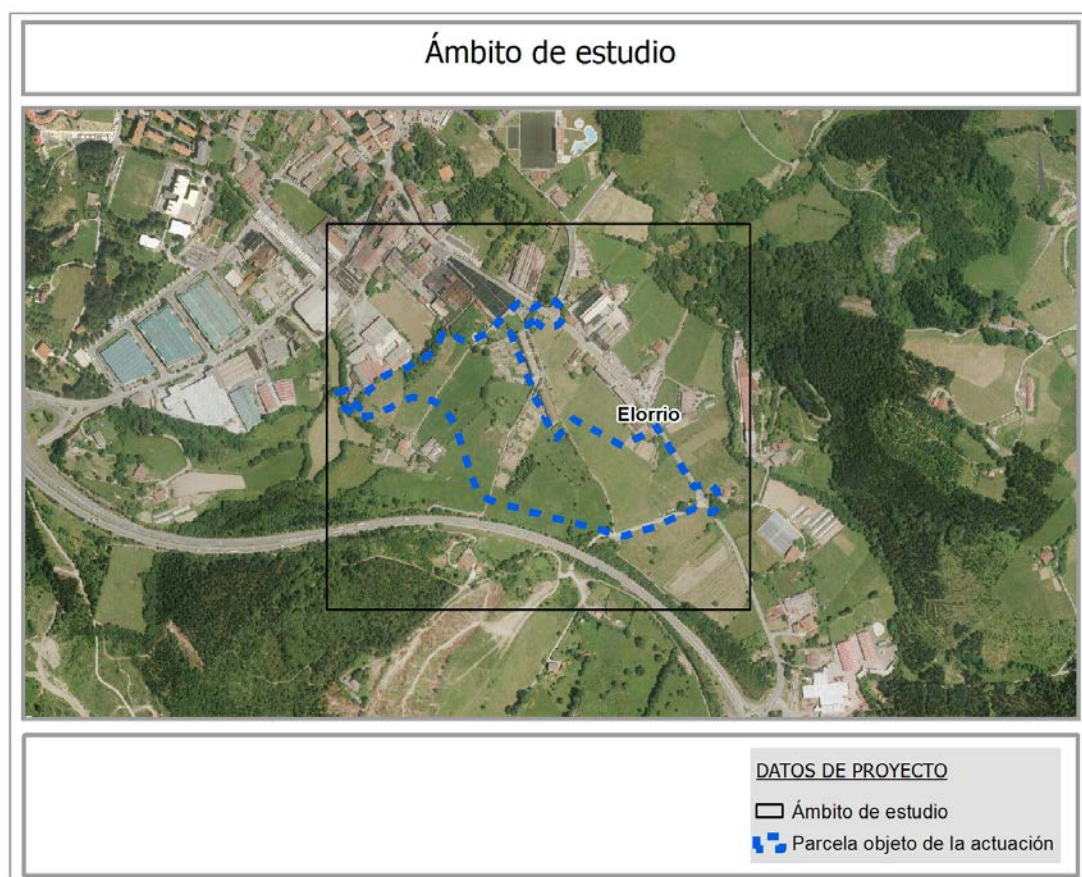 Ámbito de estudio
Elorrio
DATOS DE PROYECTO
Ámbito de estudio
Parcela objeto de la actuación